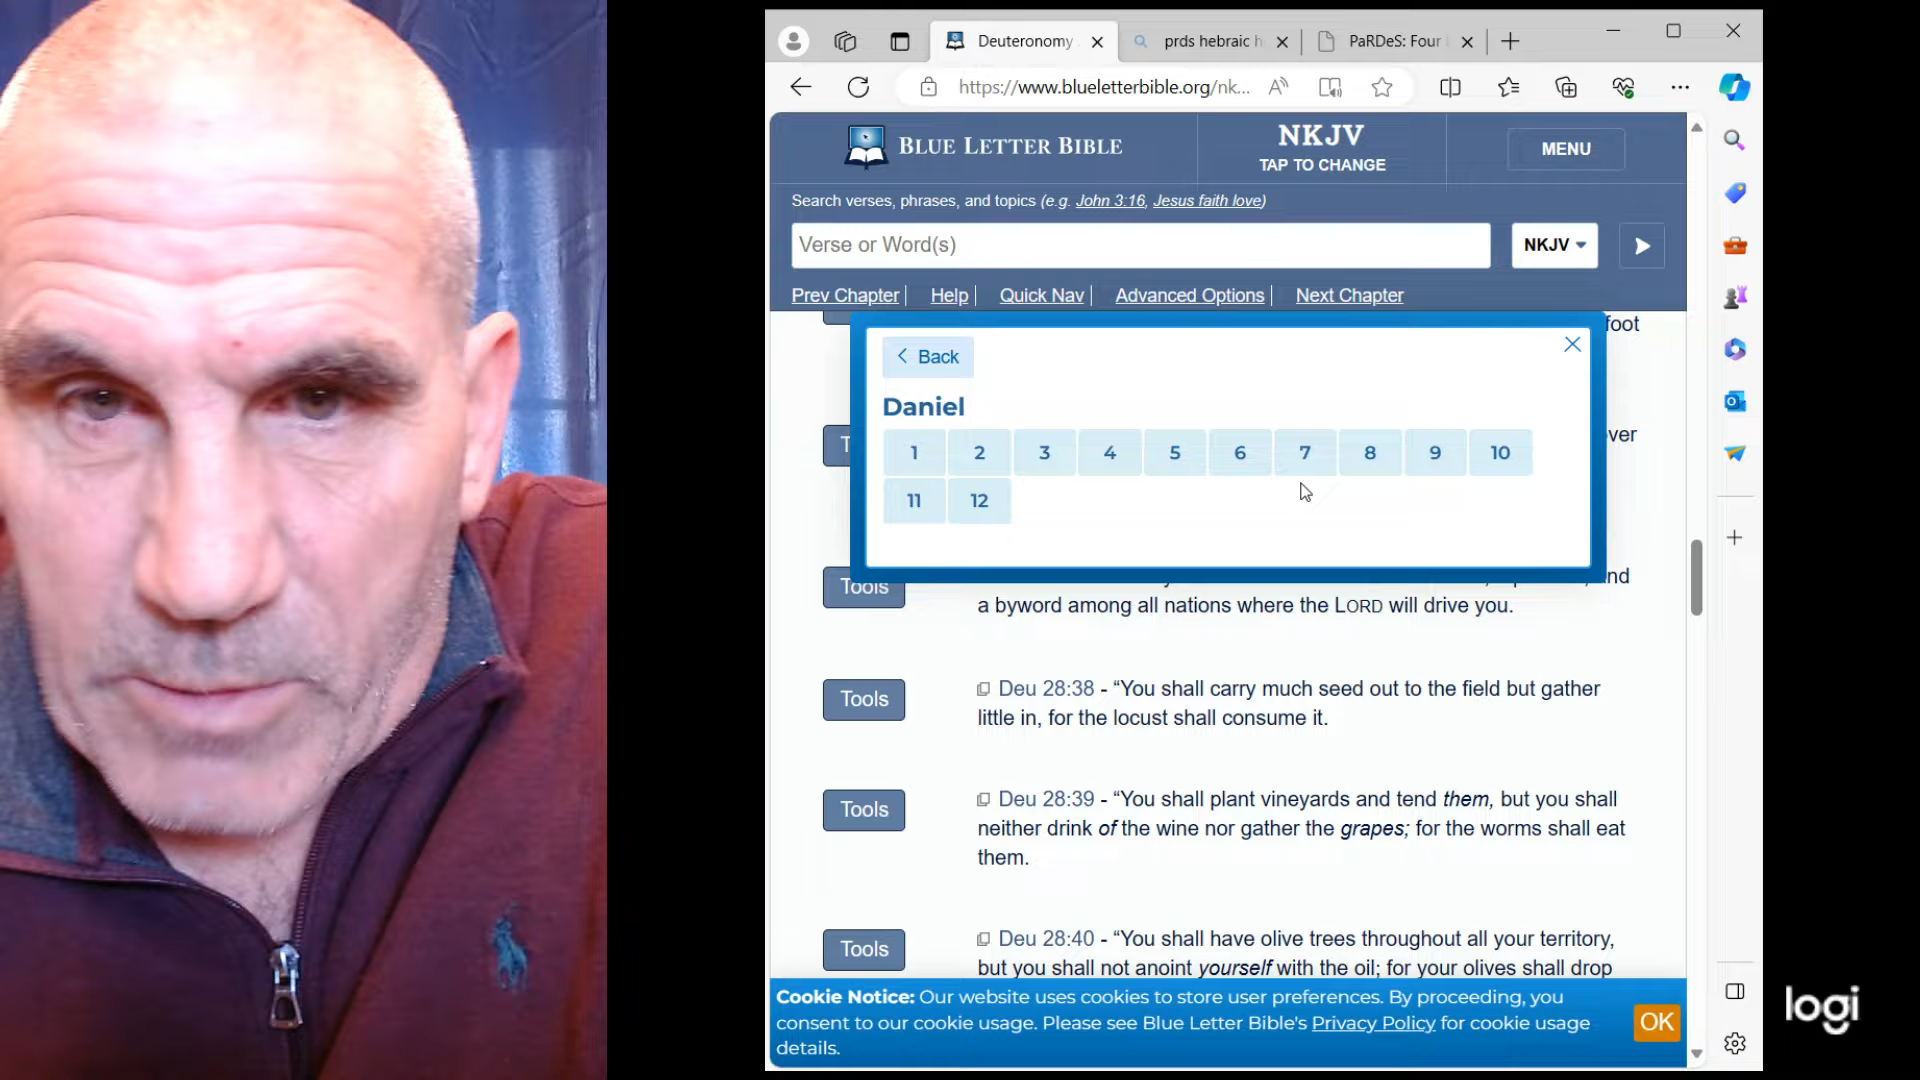 Deuteronomy
prds hebraic h
PaRDeS: Four
https://www.blueletterbible.org/nk...
BLUE LETTER BIBLE
NKJV
TAP TO CHANGE
MENU
Search verses, phrases, and topics (e.g. John 3:16, Jesus faith love)
Verse or Word(s)
NKJV
Prev Chapter
Help
Quick Nav
Advanced Options
Next Chapter
foot
Back
Daniel
1 2 3 4 5 6 7 8 9 10
11 12
Tools
a byword among all nations where the LORD will drive you.
Tools
Deu 28:38 - “You shall carry much seed out to the field but gather
little in, for the locust shall consume it.
Tools
Deu 28:39 - “You shall plant vineyards and tend them, but you shall
neither drink of the wine nor gather the grapes; for the worms shall eat
them.
Tools
Deu 28:40 - “You shall have olive trees throughout all your territory,
but you shall not anoint yourself with the oil; for your olives shall drop
Cookie Notice: Our website uses cookies to store user preferences. By proceeding, you
consent to our cookie usage. Please see Blue Letter Bible's Privacy Policy for cookie usage
details.
OK
logi